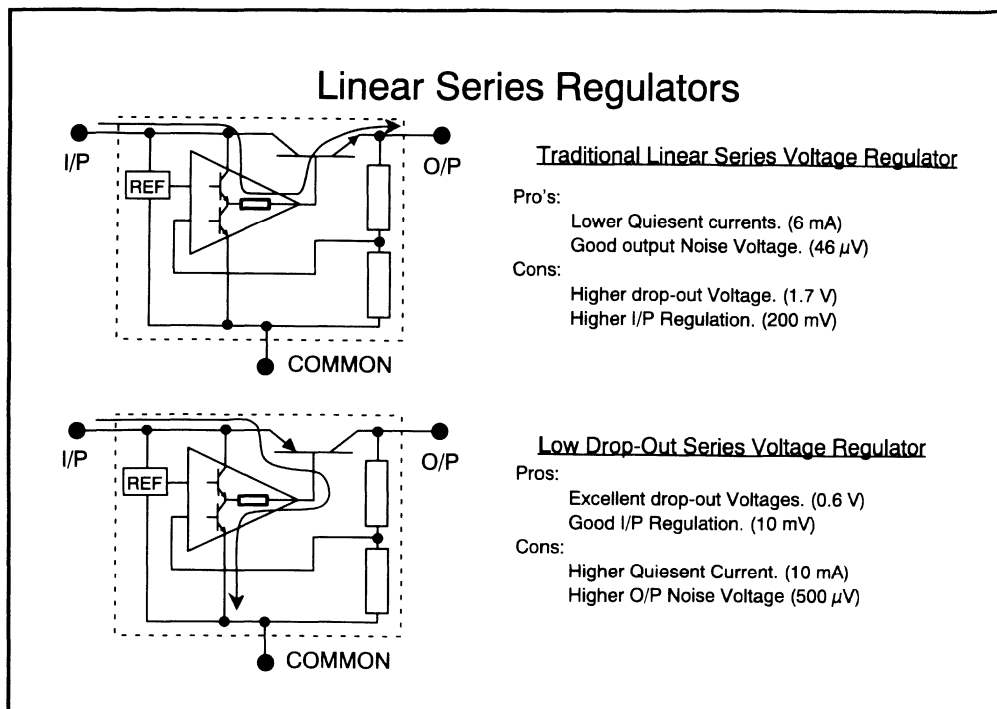 Linear Series Regulators
I/P
REF
O/P
COMMON
Traditional Linear Series Voltage Regulator
Pro's:
Lower Quiesent currents. (6 mA)
Good output Noise Voltage. (46 µV)
Cons:
Higher drop-out Voltage. (1.7 V)
Higher I/P Regulation. (200 mV)
I/P
REF
O/P
COMMON
Low Drop-Out Series Voltage Regulator
Pros:
Excellent drop-out Voltages. (0.6 V)
Good I/P Regulation. (10 mV)
Cons:
Higher Quiesent Current. (10 mA)
Higher O/P Noise Voltage (500 µV)